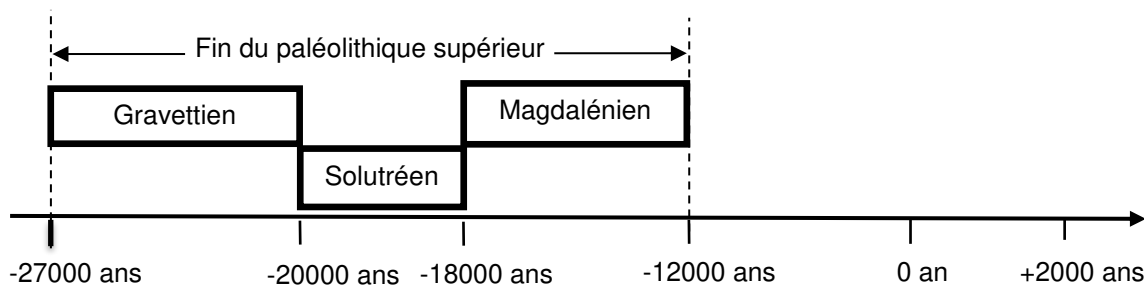 Fin du paléolithique supérieur
Gravettien
Magdalénien
Solutréen
-27000 ans
-20000 ans
-18000 ans
-12000 ans
0 an
+2000 ans